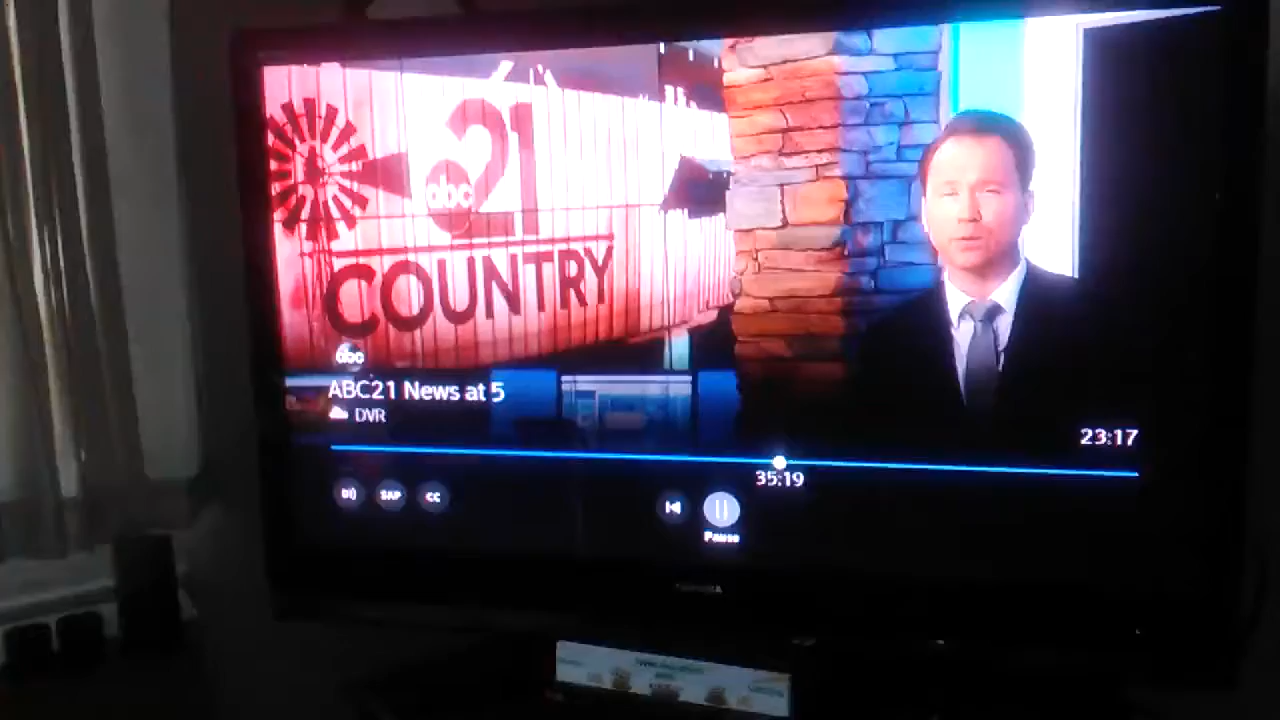 abc 21
COUNTRY
abc
ABC21 News at 5
DVR
23:17
35:19
SAP
CC
Pause